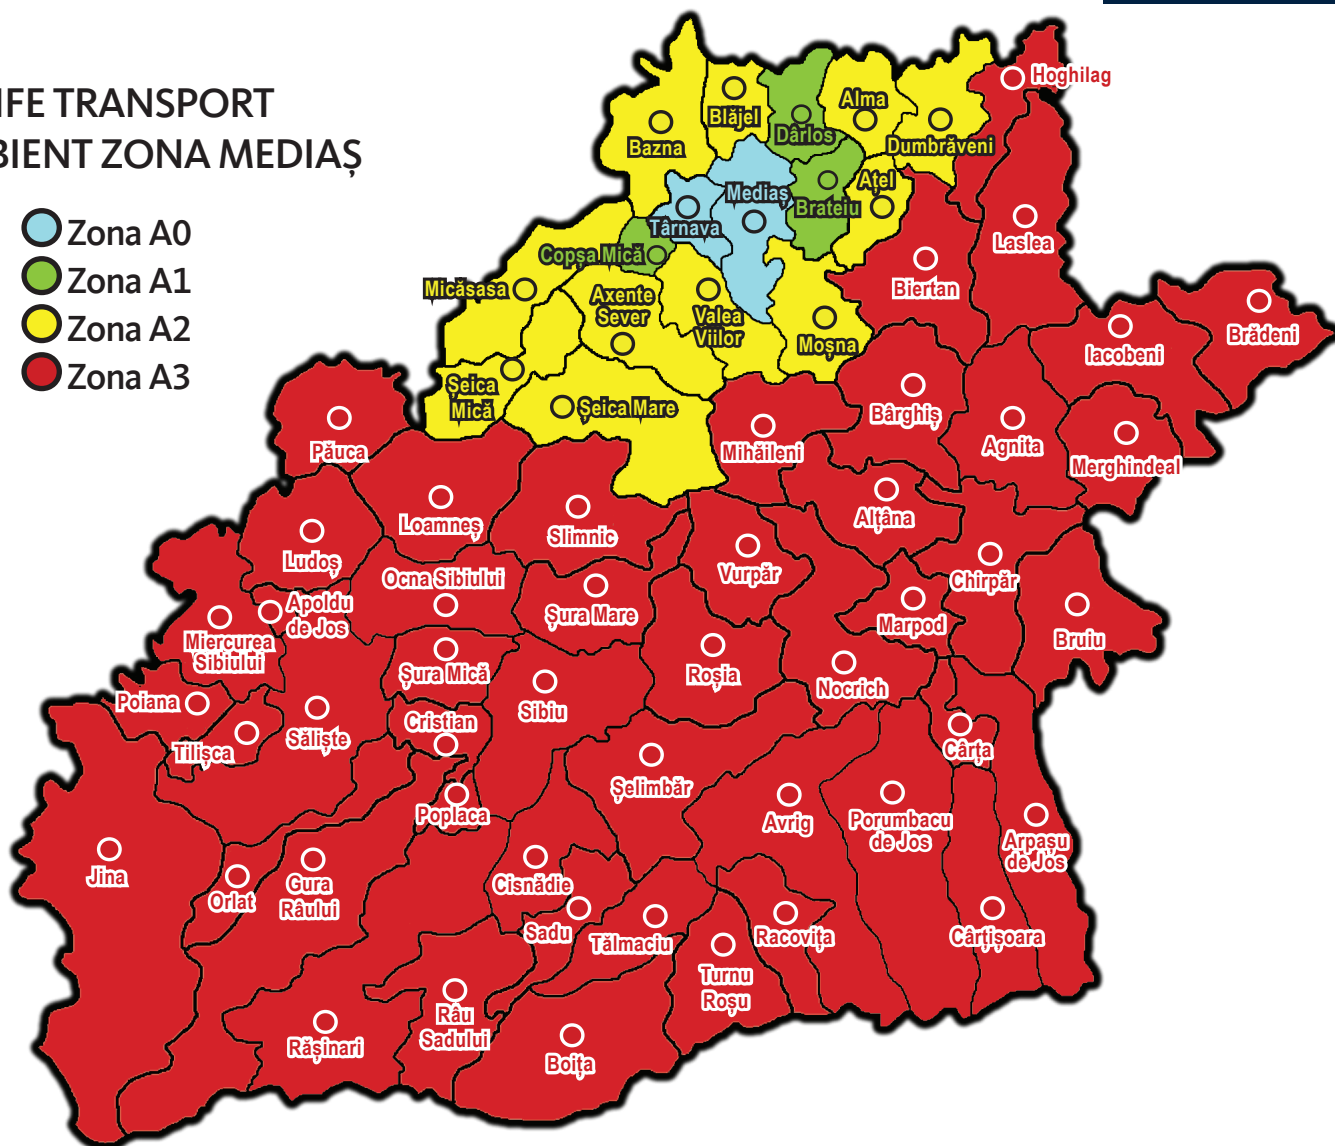 IFE TRANSPORT
BIENT ZONA MEDIAȘ
Zona A0
Zona A1
Zona A2
Zona A3
Hoghilag
Alma
Blăjel
Dârlos
Bazna
Dumbrăveni
Ațel
Mediaș
Brateiu
Târnava
Laslea
Copșa Mică
Micăsasa
Axente
Sever
Biertan
Valea
Viilor
Moșna
Brădeni
Iacobeni
Șeica
Mică
Șeica Mare
Bârghiș
Agnita
Merghindeal
Păuca
Mihăileni
Loamneș
Slimnic
Alțâna
Ludoș
Ocna Sibiului
Vurpăr
Chirpăr
Apoldu
de Jos
Șura Mare
Marpod
Bruiu
Miercurea
Sibiului
Șura Mică
Roșia
Nocrich
Poiana
Sibiu
Cristian
Săliște
Tilișca
Cârța
Șelimbăr
Poplaca
Avrig
Porumbacu
de Jos
Arpașu
de Jos
Jina
Gura
Râului
Orlat
Cisnădie
Sadu
Tălmaciu
Racovița
Cârțișoara
Turnu
Roșu
Râu
Sadului
Rășinari
Boița